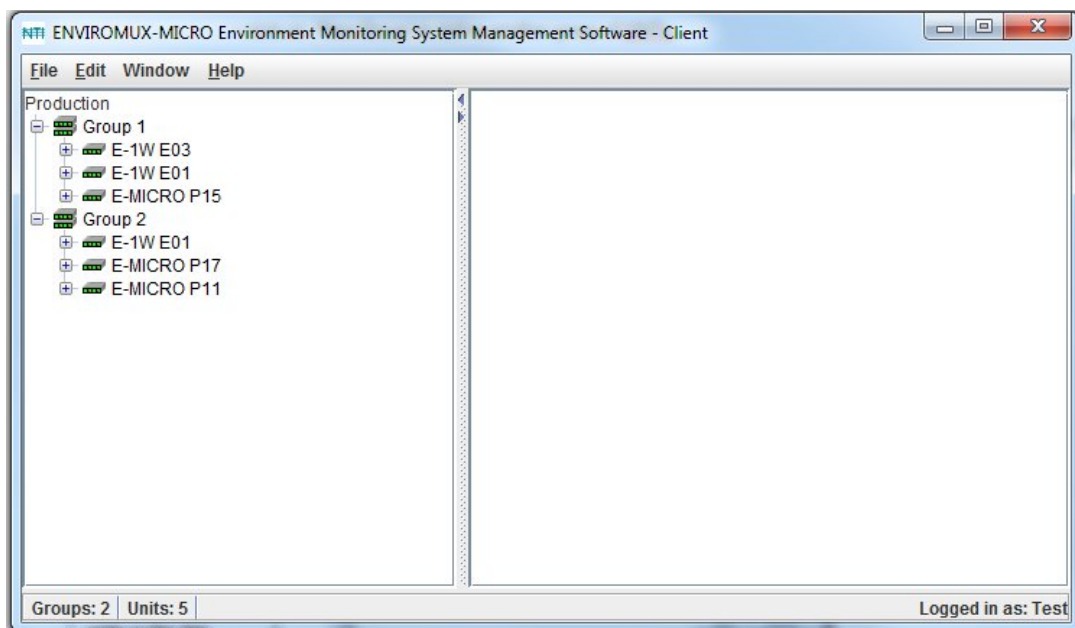 NTI ENVIROMUX-MICRO Environment Monitoring System Management Software - Client
File Edit Window Help
Production
Group 1
E-1W E03
E-1W E01
E-MICRO P15
Group 2
E-1W E01
E-MICRO P17
E-MICRO P11
Groups: 2 Units: 5 Logged in as: Test